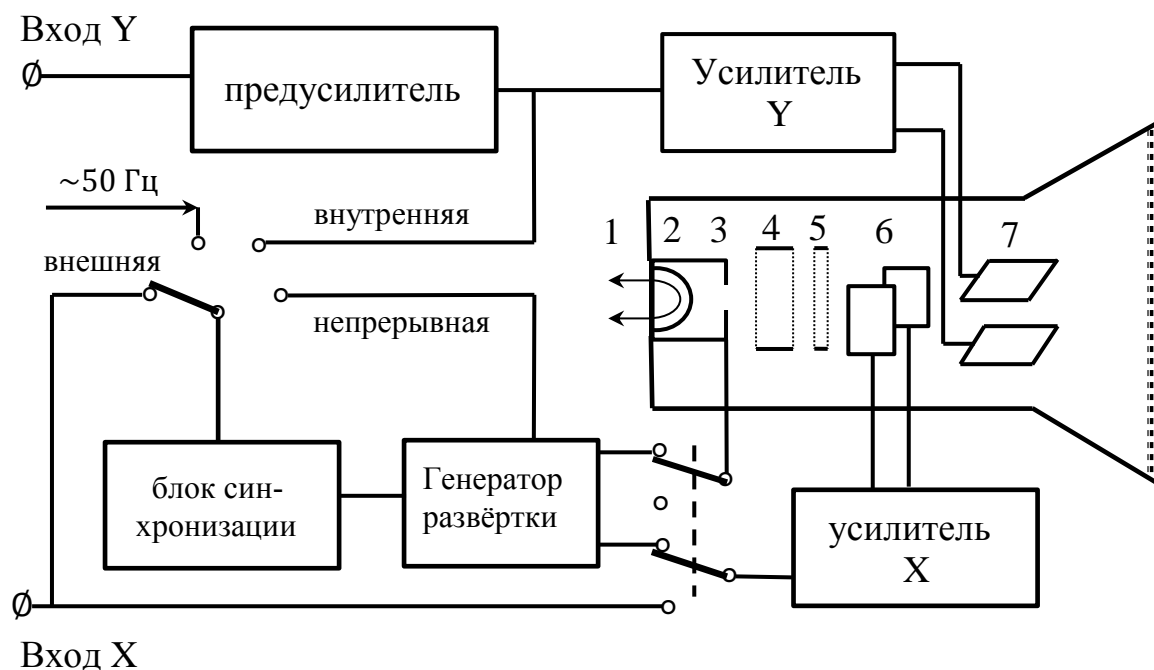 Вход Y
предусилитель
Усилитель
Y
~50 Гц
внутренняя
внешняя
непрерывная
1 2 3 4 5 6 7
блок син-
хронизации
Генератор
развёртки
усилитель
X
Вход X